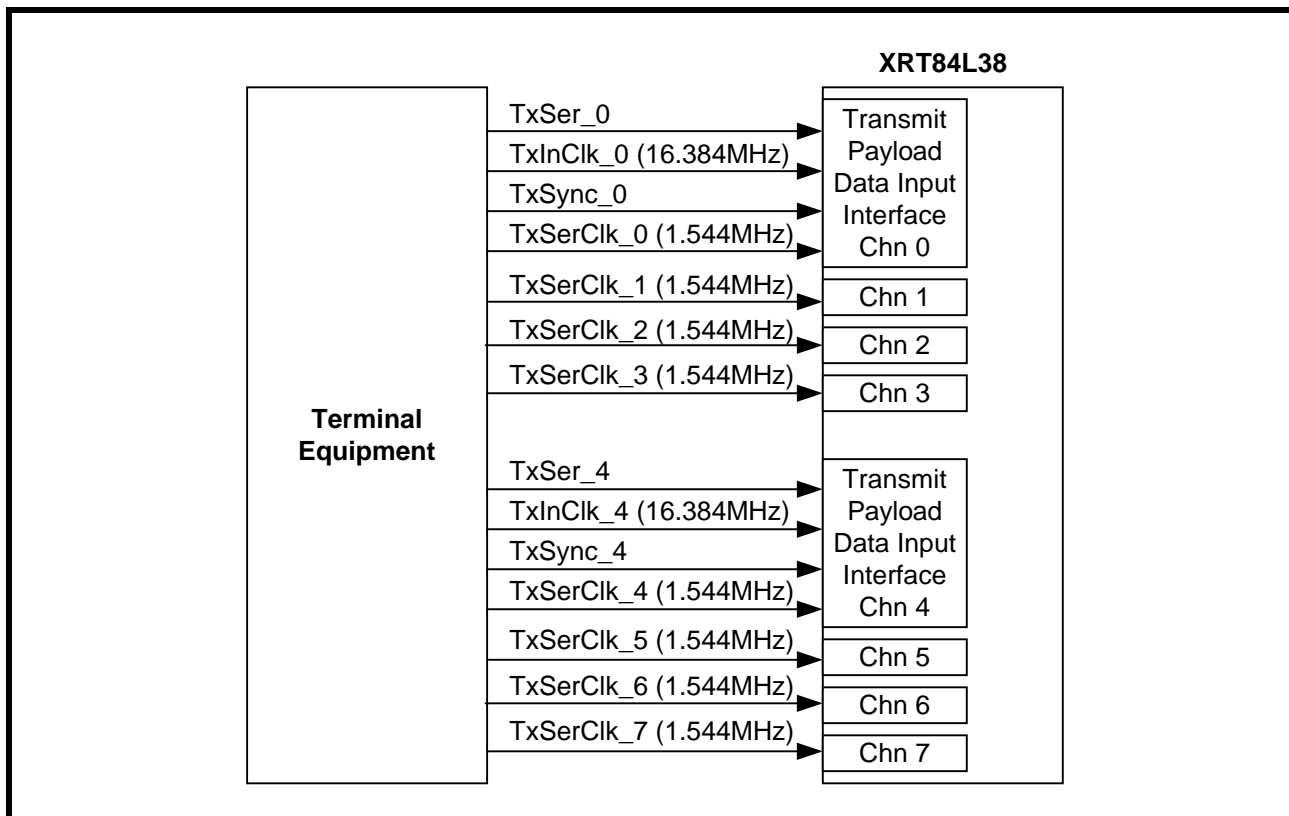 XRT84L38
Terminal
Equipment
TxSer_0
TxInClk_0 (16.384MHz)
TxSync_0
TxSerClk_0 (1.544MHz)
TxSerClk_1 (1.544MHz)
TxSerClk_2 (1.544MHz)
TxSerClk_3 (1.544MHz)
TxSer_4
TxInClk_4 (16.384MHz)
TxSync_4
TxSerClk_4 (1.544MHz)
TxSerClk_5 (1.544MHz)
TxSerClk_6 (1.544MHz)
TxSerClk_7 (1.544MHz)
Transmit
Payload
Data Input
Interface
Chn 0
Chn 1
Chn 2
Chn 3
Transmit
Payload
Data Input
Interface
Chn 4
Chn 5
Chn 6
Chn 7